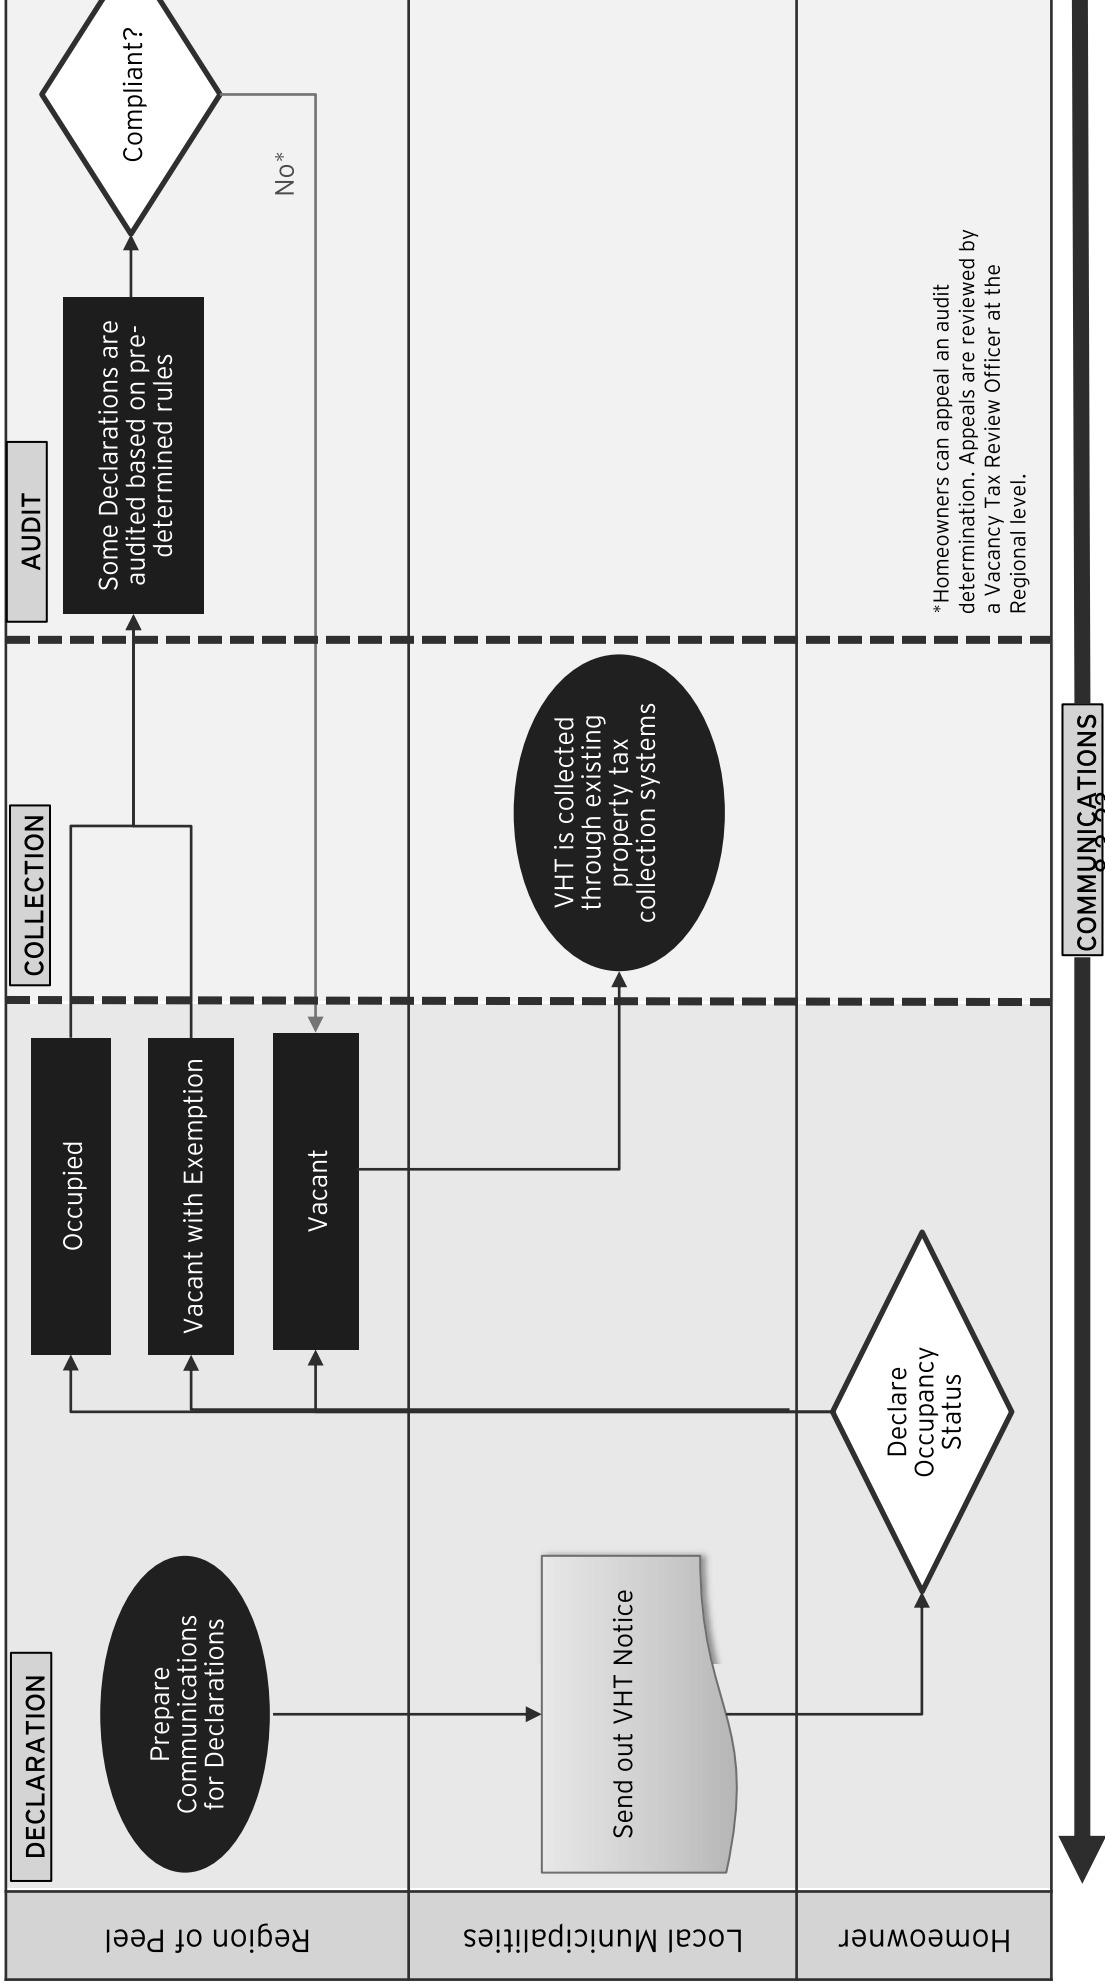 DECLARATION
COLLECTION
AUDIT
Region of Peel
Prepare
Communications
for Declarations
Occupied
Vacant with Exemption
Vacant
Some Declarations are
audited based on pre-
determined rules
Compliant?
No*
Local Municipalities
Send out VHT Notice
VHT is collected
through existing
property tax
collection systems
Homeowner
Declare
Occupancy
Status
*Homeowners can appeal an audit
determination. Appeals are reviewed by
a Vacancy Tax Review Officer at the
Regional level.
COMMUNICATIONS